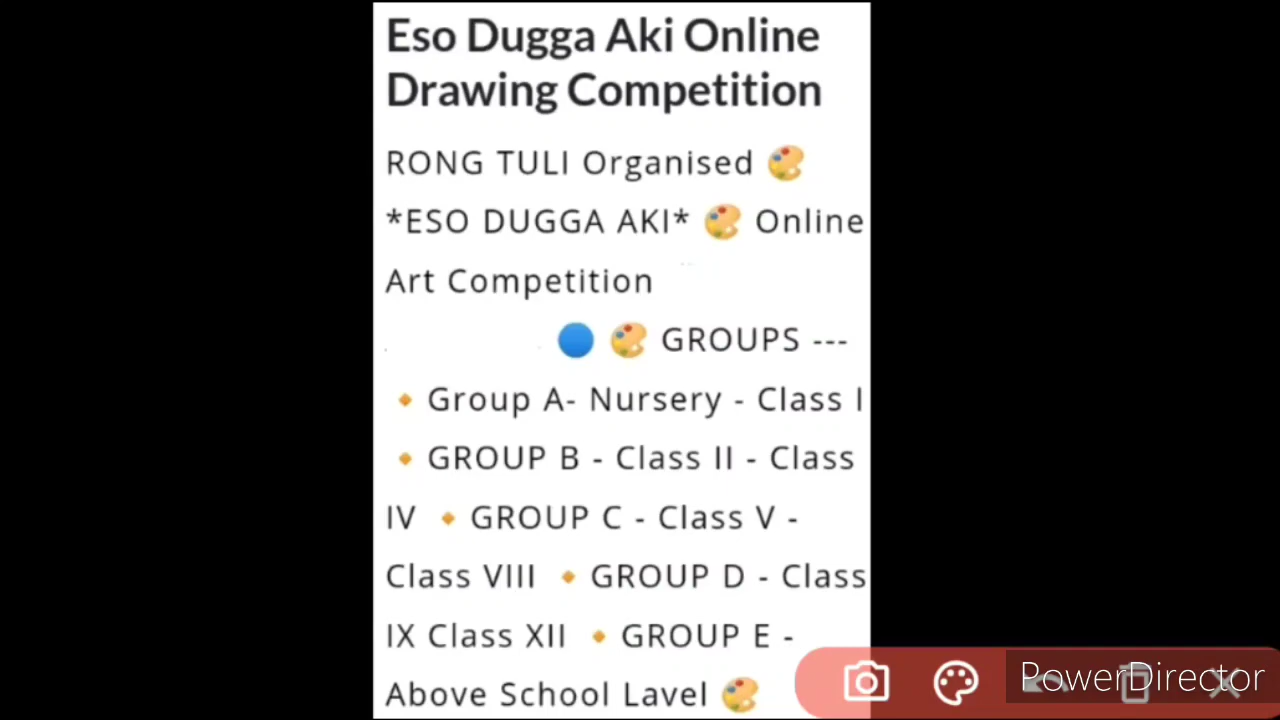 Eso Dugga Aki Online
Drawing Competition
RONG TULI Organised 🎨
*ESO DUGGA AKI* 🎨 Online
Art Competition
🔵 🎨 GROUPS ---
🔸 Group A- Nursery - Class I
🔸 GROUP B - Class II - Class
IV 🔸 GROUP C - Class V -
Class VIII 🔸 GROUP D - Class
IX Class XII 🔸 GROUP E -
Above School Lavel 🎨
PowerDirector